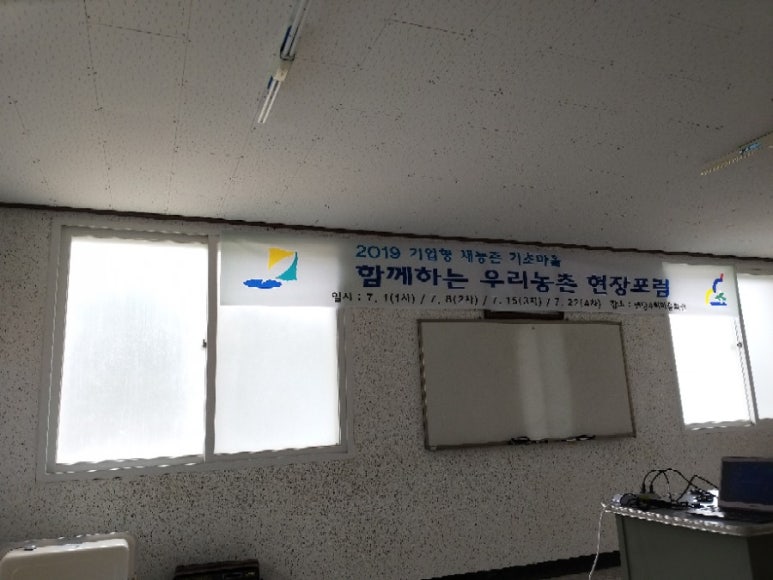 2019 기업형 새농촌 기초마을
함께하는 우리농촌 현장포럼
일시 : 7. 1(1차) / 7. 8(2차) / 7. 15(3차) / 7. 22(4차) 장소 :